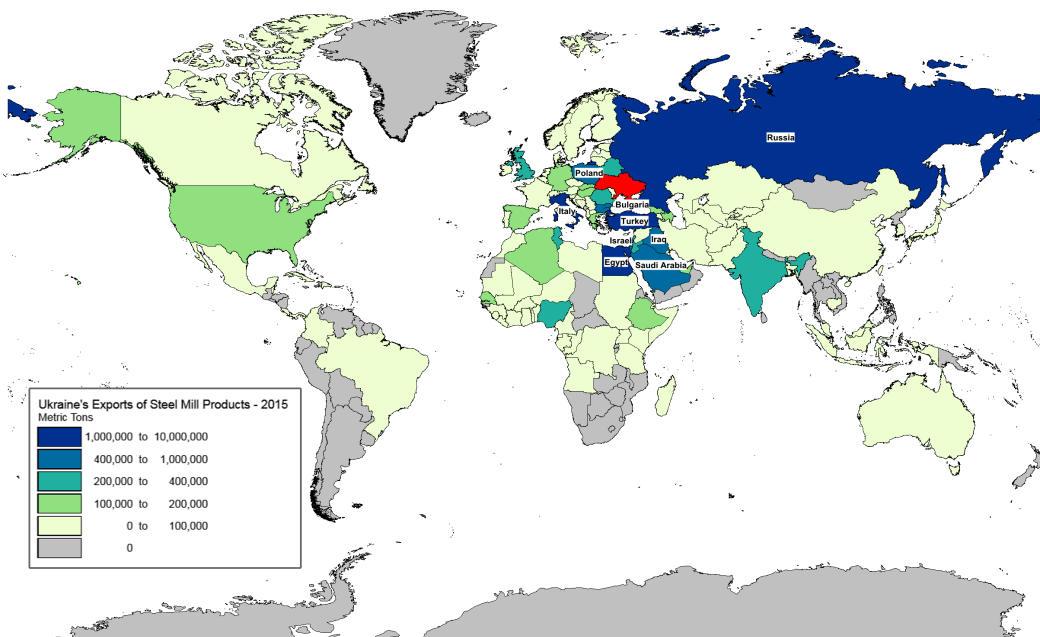 Russia
Poland
Bulgaria
Italy
Turkey
Israel
Iraq
Egypt
Saudi Arabia
Ukraine's Exports of Steel Mill Products - 2015
Metric Tons
1,000,000 to 10,000,000
400,000 to 1,000,000
200,000 to 400,000
100,000 to 200,000
0 to 100,000
0